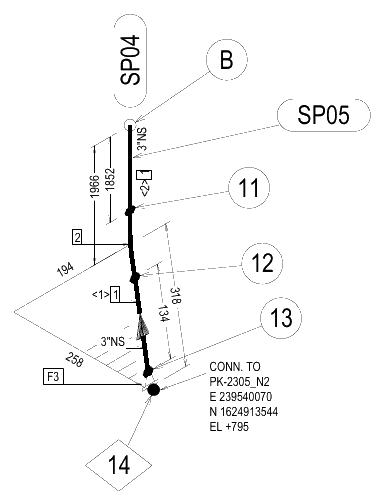 SP04
B
SP05
3"NS
1966
1852
<2> 1
11
2
194
12
<1> 1
318
134
13
3"NS
258
F3
CONN. TO
PK-2305_N2
E 239540070
N 1624913544
EL +795
14